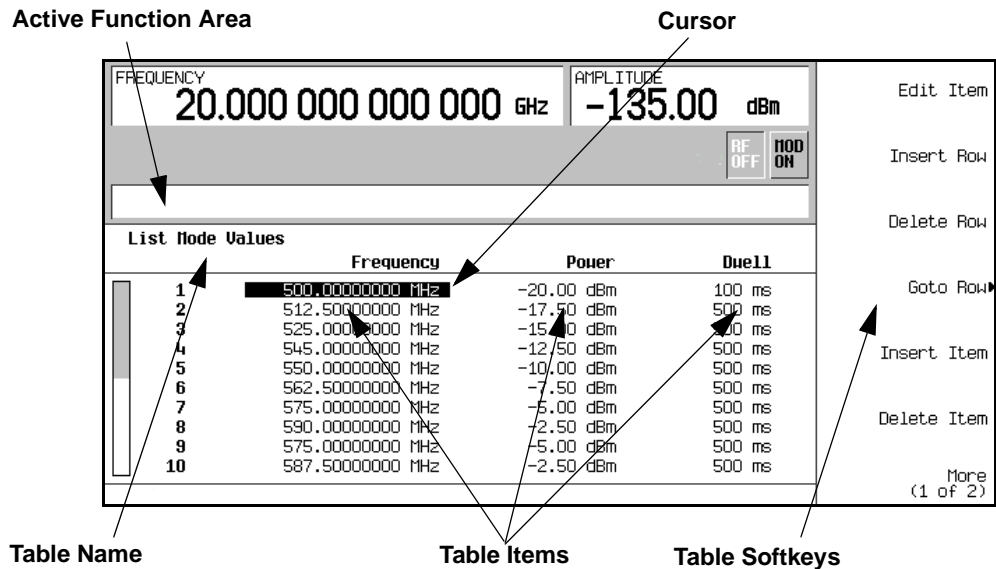 Active Function Area
Cursor
FREQUENCY
20.000 000 000 000 GHz
AMPLITUDE
-135.00 dBm
RF OFF
MOD ON
Edit Item
Insert Row
Delete Row
Goto Row
Insert Item
Delete Item
More
(1 of 2)
List Mode Values
Frequency Power Dwell
1 500.00000000 MHz -20.00 dBm 100 ms
2 512.50000000 MHz -17.50 dBm 500 ms
3 525.00000000 MHz -15.00 dBm 500 ms
4 545.00000000 MHz -12.50 dBm 500 ms
5 550.00000000 MHz -10.00 dBm 500 ms
6 562.50000000 MHz -7.50 dBm 500 ms
7 575.00000000 MHz -5.00 dBm 500 ms
8 590.00000000 MHz -2.50 dBm 500 ms
9 575.00000000 MHz -5.00 dBm 500 ms
10 587.50000000 MHz -2.50 dBm 500 ms
Table Name
Table Items
Table Softkeys